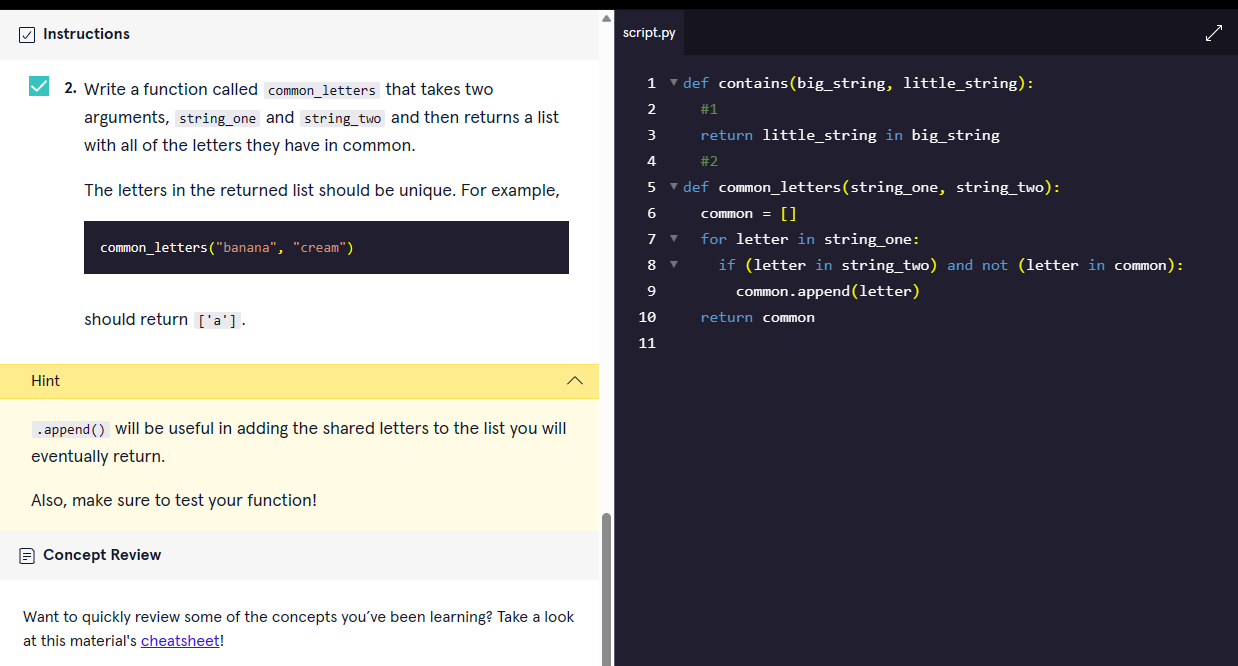 Instructions
2. Write a function called common_letters that takes two
arguments, string_one and string_two and then returns a list
with all of the letters they have in common.
The letters in the returned list should be unique. For example,
common_letters("banana", "cream")
should return ['a'].
Hint
.append() will be useful in adding the shared letters to the list you will
eventually return.
Also, make sure to test your function!
Concept Review
Want to quickly review some of the concepts you’ve been learning? Take a look
at this material's cheatsheet!
script.py
1 def contains(big_string, little_string):
2   #1
3   return little_string in big_string
4   #2
5 def common_letters(string_one, string_two):
6   common = []
7   for letter in string_one:
8     if (letter in string_two) and not (letter in common):
9       common.append(letter)
10   return common
11